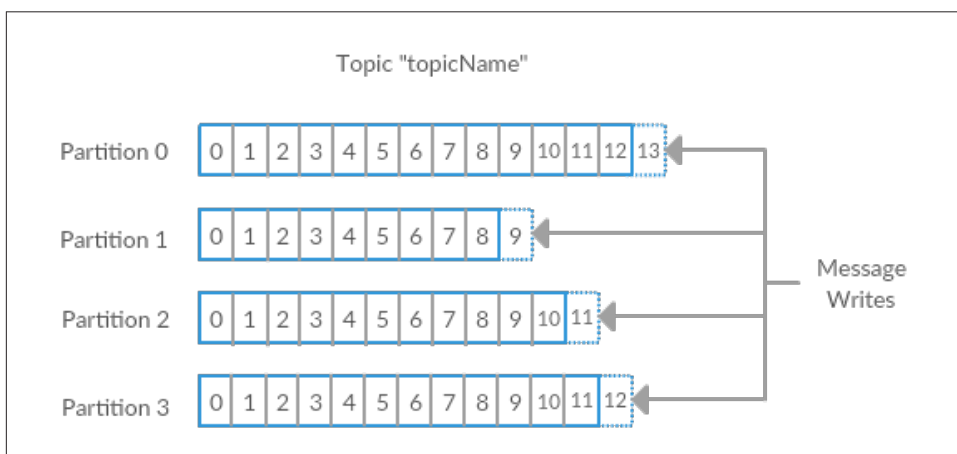 Topic "topicName"
Partition 0 0 1 2 3 4 5 6 7 8 9 10 11 12 13
Partition 1 0 1 2 3 4 5 6 7 8 9
Partition 2 0 1 2 3 4 5 6 7 8 9 10 11
Partition 3 0 1 2 3 4 5 6 7 8 9 10 11 12
Message
Writes